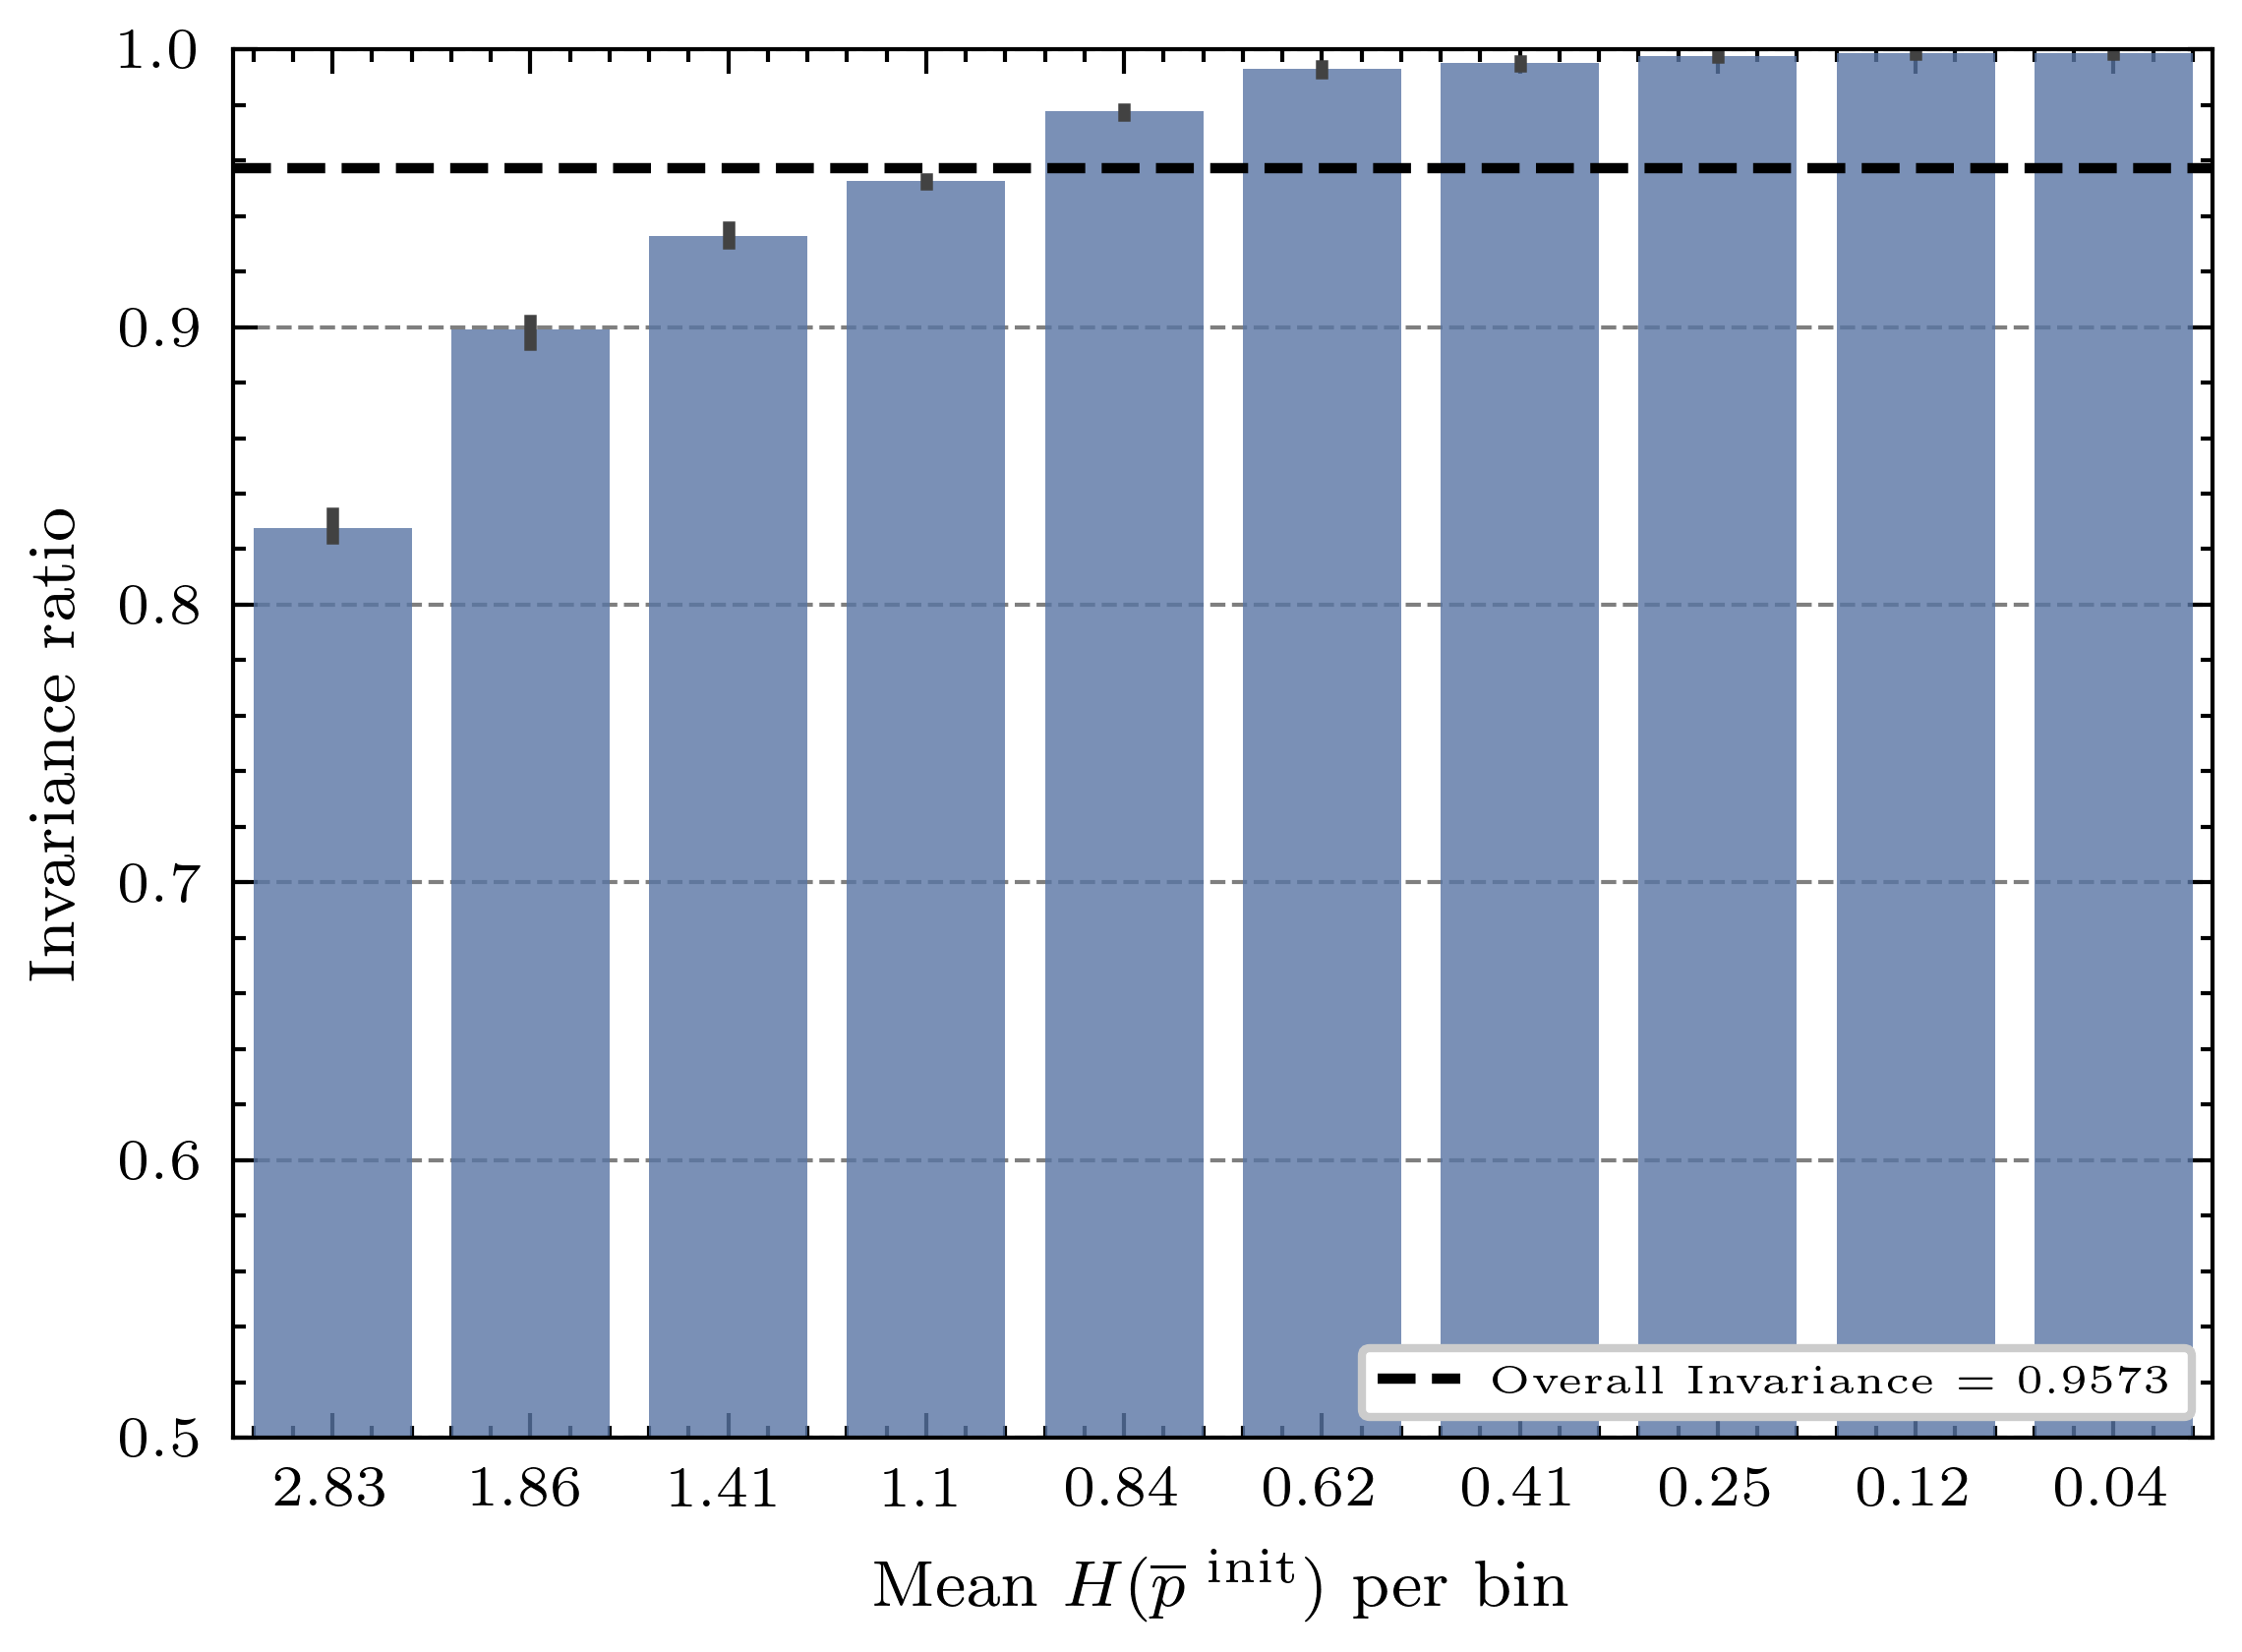 1.0
0.9
0.8
0.7
0.6
0.5
Invariance ratio
Overall Invariance = 0.9573
2.83 1.86 1.41 1.1 0.84 0.62 0.41 0.25 0.12 0.04
Mean H(p̅ init) per bin